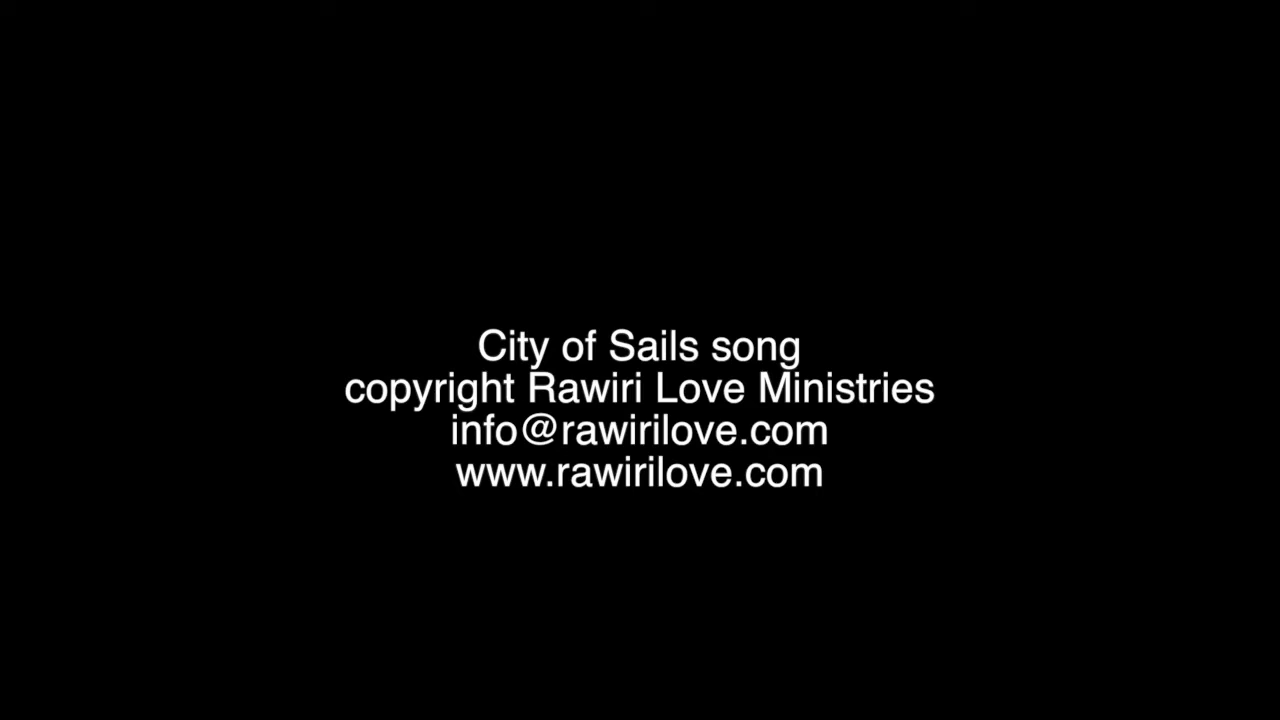 City of Sails song
copyright Rawiri Love Ministries
info@rawirilove.com
www.rawirilove.com